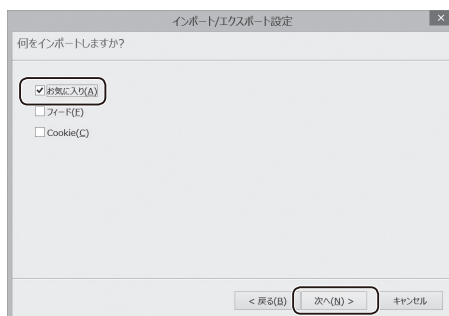 インポート/エクスポート設定
何をインポートしますか?
お気に入り(A)
フィード(E)
Cookie(C)
< 戻る(B) 次へ(N) > キャンセル